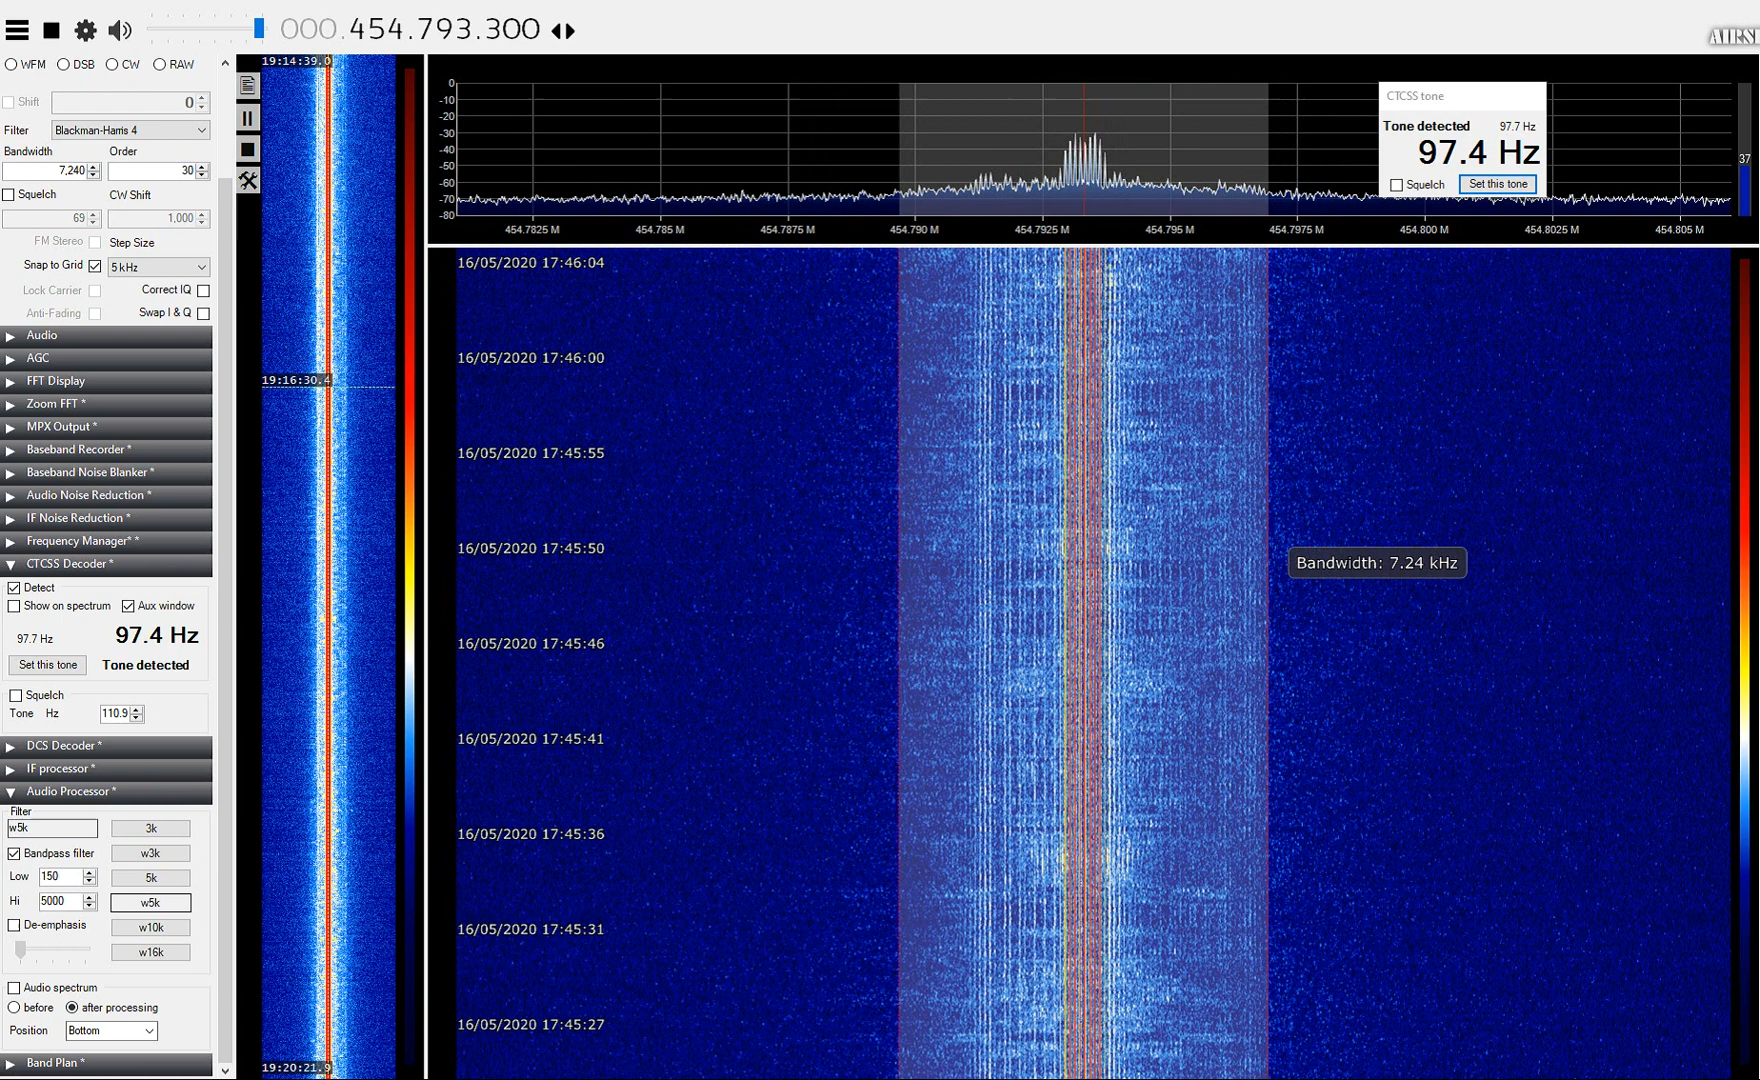 000.454.793.300
WFM DSB CW RAW
Shift 0
Filter Blackman-Harris 4
Bandwidth Order
7,240 30
Squelch CW Shift
69 1,000
FM Stereo Step Size
Snap to Grid 5 kHz
Lock Carrier Correct IQ
Anti-Fading Swap I & Q
Audio
AGC
FFT Display
Zoom FFT *
MPX Output *
Baseband Recorder *
Baseband Noise Blanker *
Audio Noise Reduction *
IF Noise Reduction *
Frequency Manager* *
CTCSS Decoder *
Detect
Show on spectrum Aux window
97.7 Hz 97.4 Hz
Set this tone Tone detected
Squelch
Tone Hz 110.9
DCS Decoder *
IF processor *
Audio Processor *
Filter
w5k 3k
Bandpass filter w3k
Low 150 5k
Hi 5000 w5k
De-emphasis w10k
w16k
Audio spectrum
before after processing
Position Bottom
Band Plan *
19:14:39.0
19:16:30.4
19:20:21.9
0
-10
-20
-30
-40
-50
-60
-70
-80
454.7825 M 454.785 M 454.7875 M 454.790 M 454.7925 M 454.795 M 454.7975 M 454.800 M 454.8025 M 454.805 M
CTCSS tone
Tone detected 97.7 Hz
97.4 Hz
Squelch Set this tone
37
16/05/2020 17:46:04
16/05/2020 17:46:00
16/05/2020 17:45:55
16/05/2020 17:45:50
Bandwidth: 7.24 kHz
16/05/2020 17:45:46
16/05/2020 17:45:41
16/05/2020 17:45:36
16/05/2020 17:45:31
16/05/2020 17:45:27